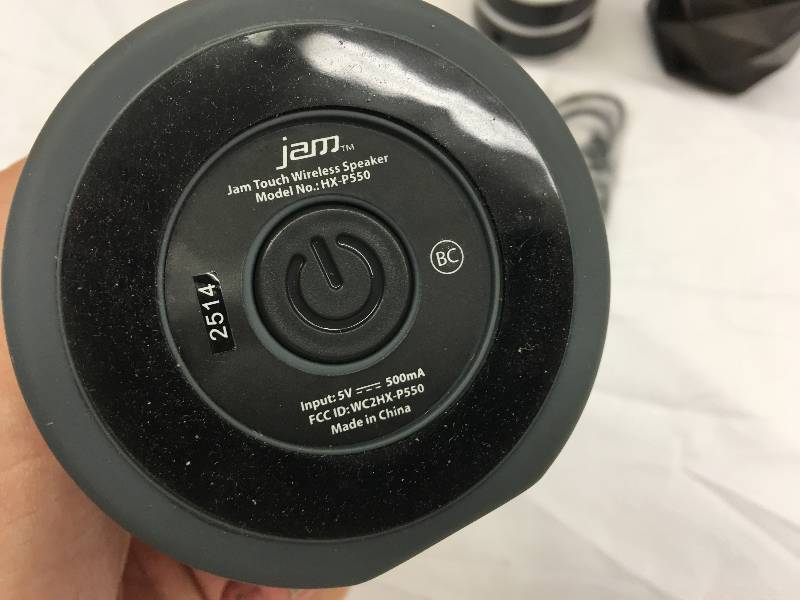 jam™
Jam Touch Wireless Speaker
Model No.: HX-P550
BC
2514
Input: 5V ⎓ 500mA
FCC ID: WC2HX-P550
Made in China